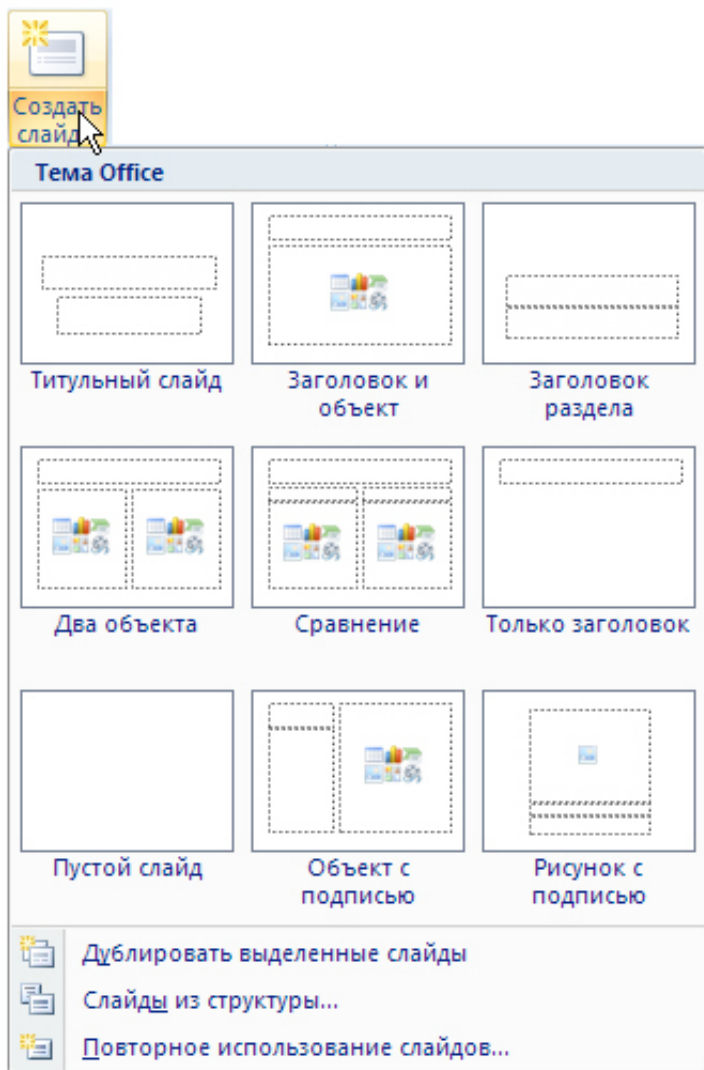 Создать
слайд
Тема Office
Титульный слайд
Заголовок и
объект
Заголовок
раздела
Два объекта
Сравнение
Только заголовок
Пустой слайд
Объект с
подписью
Рисунок с
подписью
Дублировать выделенные слайды
Слайды из структуры...
Повторное использование слайдов...